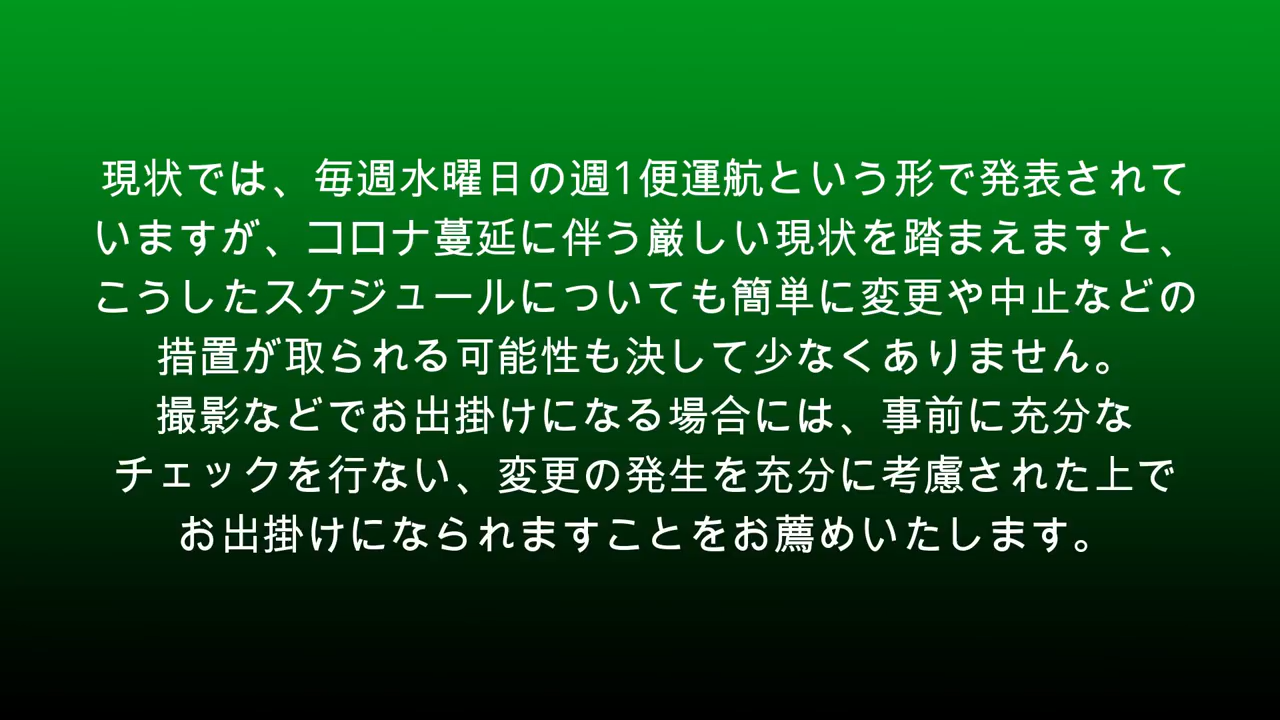 現状では、毎週水曜日の週1便運航という形で発表されて
いますが、コロナ蔓延に伴う厳しい現状を踏まえますと、
こうしたスケジュールについても簡単に変更や中止などの
措置が取られる可能性も決して少なくありません。
撮影などでお出掛けになる場合には、事前に充分な
チェックを行ない、変更の発生を充分に考慮された上で
お出掛けになられますことをお薦めいたします。